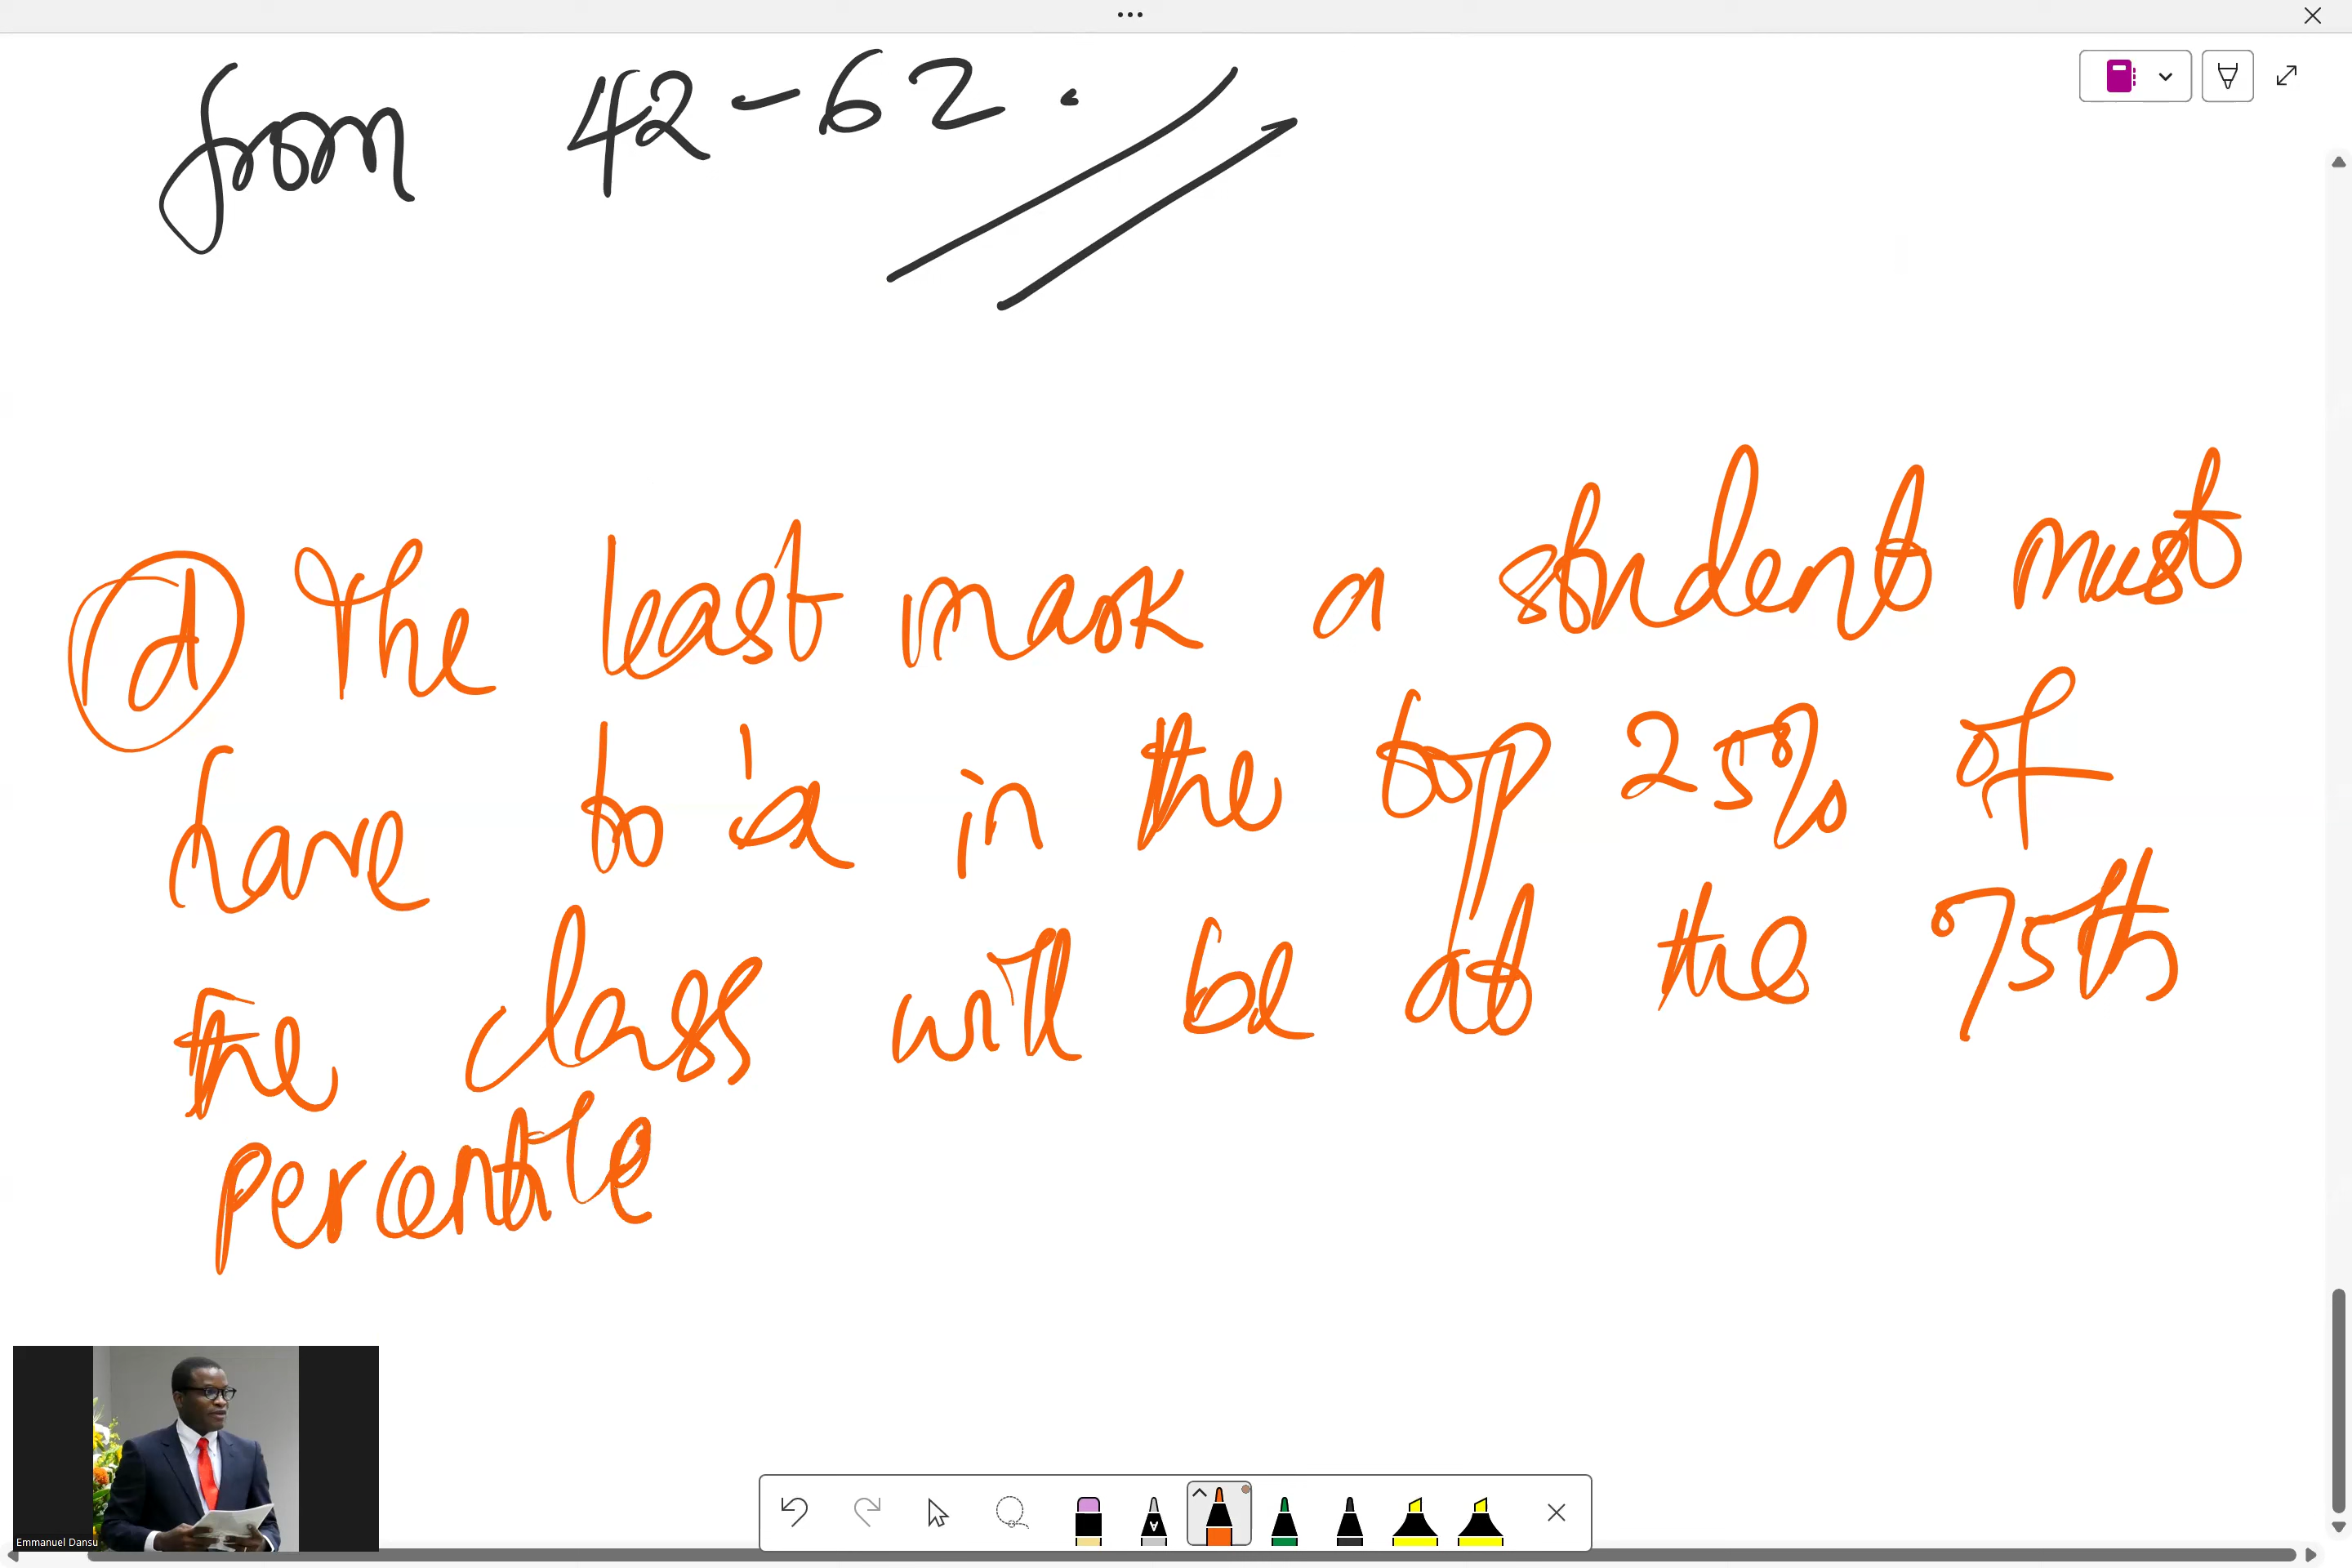 from 42-62.
d The least mark a student must
have to be in the top 25% of
the class will be at the 75th
percentile
Emmanuel Dansu